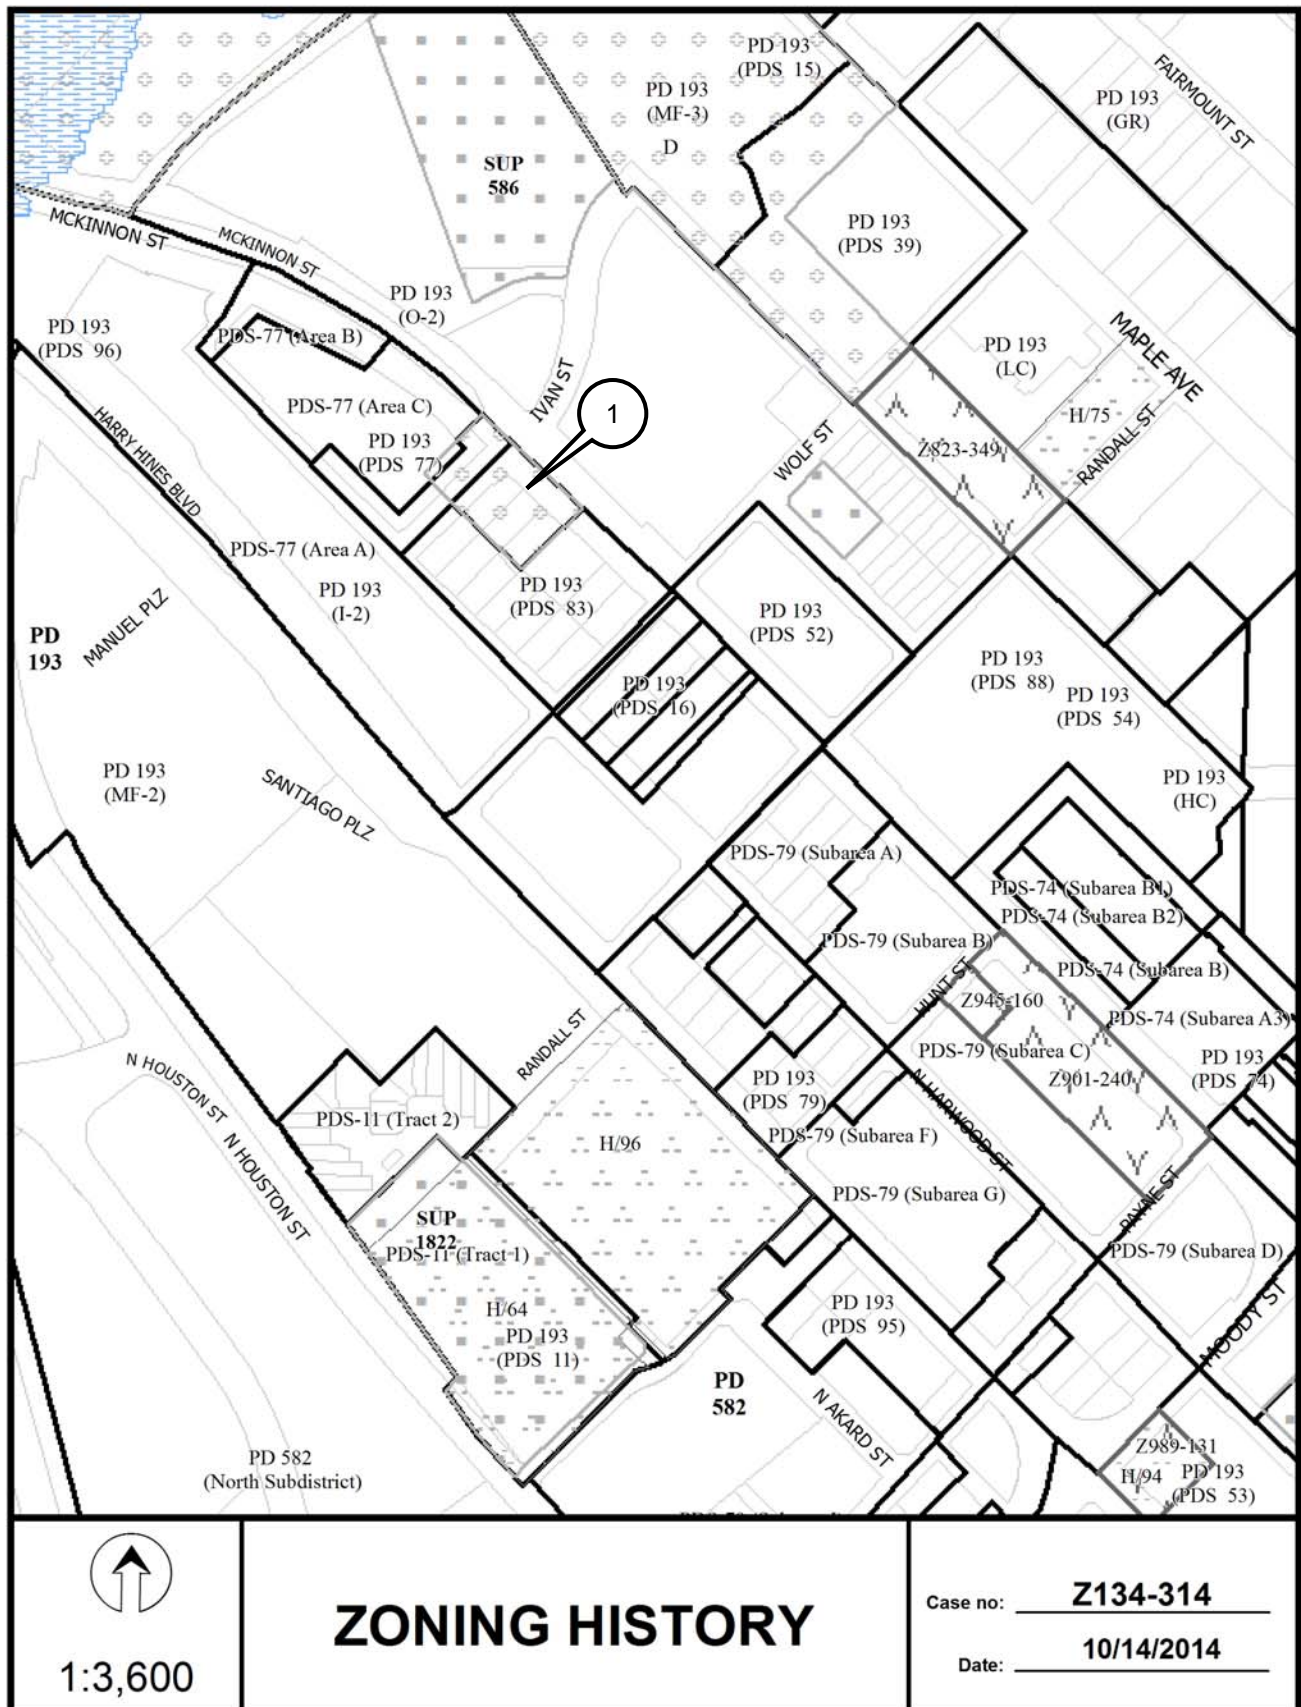 PD 193
(PDS 15)
FAIRMOUNT ST
PD 193
(MF-3)
D
PD 193
(GR)
SUP
586
MCKINNON ST
MCKINNON ST
PD 193
(PDS 39)
PD 193
(O-2)
PD 193
(PDS 96)
PDS-77 (Area B)
MAPLE AVE
PD 193
(LC)
IVAN ST
1
PDS-77 (Area C)
H/75
RANDALL ST
HARRY HINES BLVD
PD 193
(PDS 77)
WOLF ST
Z823-349
PDS-77 (Area A)
PD 193
(I-2)
PD 193
(PDS 83)
MANUEL PLZ
PD
193
PD 193
(PDS 52)
PD 193
(PDS 88)
PD 193
(PDS 16)
PD 193
(PDS 54)
PD 193
(MF-2)
SANTIAGO PLZ
PD 193
(HC)
PDS-79 (Subarea A)
PDS-74 (Subarea B1)
PDS-74 (Subarea B2)
PDS-79 (Subarea B)
PDS-74 (Subarea B)
HUNT ST
Z945-160
PDS-74 (Subarea A3)
RANDALL ST
PDS-79 (Subarea C)
PD 193
(PDS 74)
N HOUSTON ST
PD 193
(PDS 79)
Z901-240
N HARWOOD ST
PDS-11 (Tract 2)
PDS-79 (Subarea F)
H/96
N HOUSTON ST
PDS-79 (Subarea G)
PAYNE ST
SUP
1822
PDS-11 (Tract 1)
PDS-79 (Subarea D)
H/64
PD 193
(PDS 11)
PD 193
(PDS 95)
MOODY ST
PD
582
N AKARD ST
PD 582
(North Subdistrict)
Z989-131
H/94
PD 193
(PDS 53)
1:3,600
ZONING HISTORY
Case no: Z134-314
Date: 10/14/2014